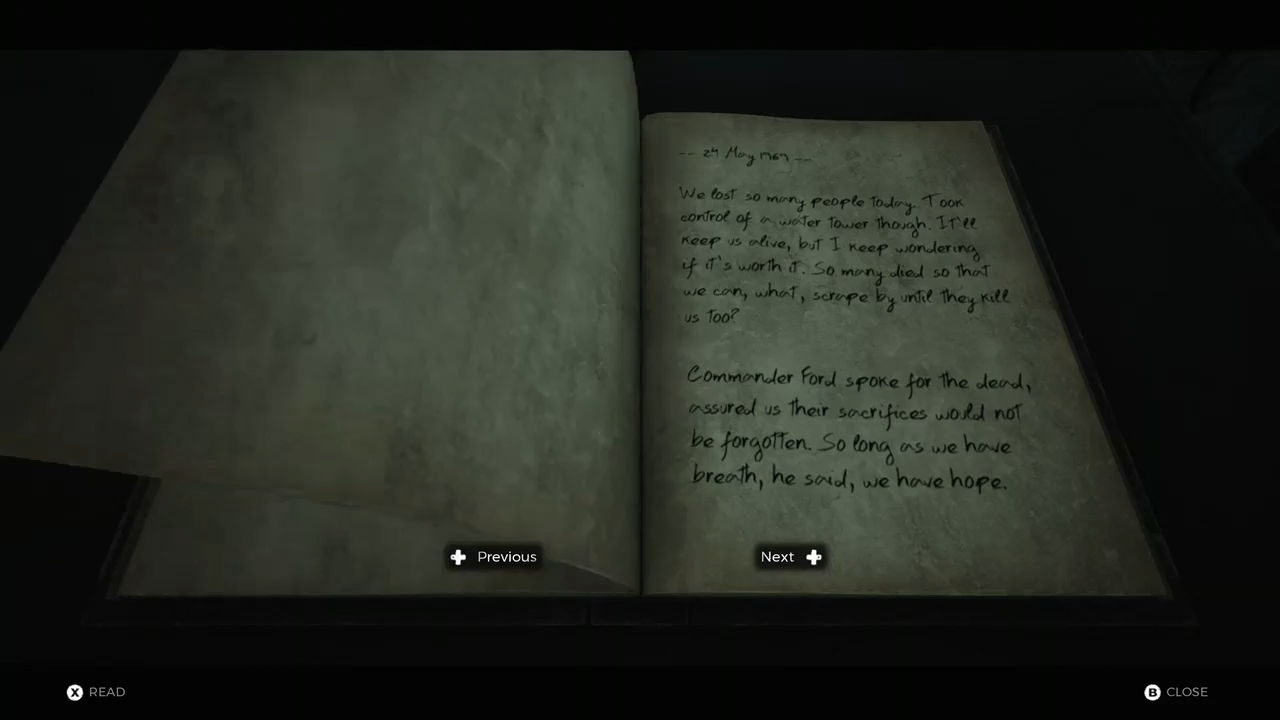 -- 24 May 1969 --
We lost so many people today. Took
control of a water tower though. It'll
keep us alive, but I keep wondering
if it's worth it. So many died so that
we can, what, scrape by until they kill
us too?
Commander Ford spoke for the dead,
assured us their sacrifices would not
be forgotten. So long as we have
breath, he said, we have hope.
Previous
Next
X READ
B CLOSE